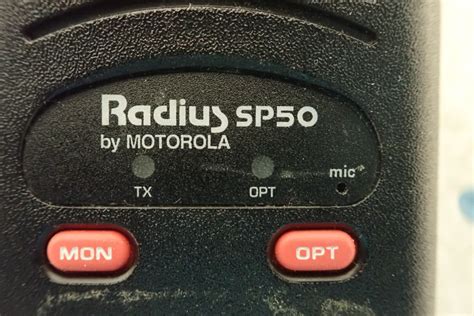 Radius SP50
by MOTOROLA
TX OPT mic
MON OPT